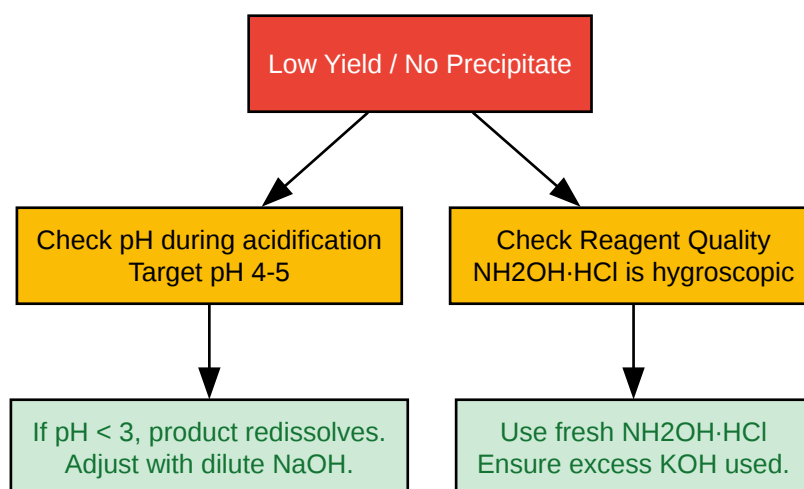 Low Yield / No Precipitate
Check pH during acidification
Target pH 4-5
Check Reagent Quality
NH2OH·HCl is hygroscopic
If pH < 3, product redissolves.
Adjust with dilute NaOH.
Use fresh NH2OH·HCl
Ensure excess KOH used.